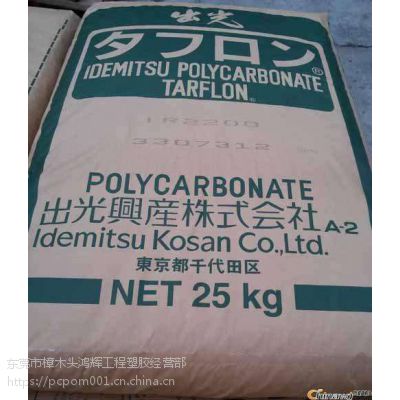 出光
タフロン®
IDEMITSU POLYCARBONATE
TARFLON®
IR2200
3307312
POLYCARBONATE
出光興産株式会社 A-2
Idemitsu Kosan Co.,Ltd.
東京都千代田区
NET 25 kg
东莞市樟木头鸿辉工程塑胶经营部
https://pcpom001.cn.china.cn